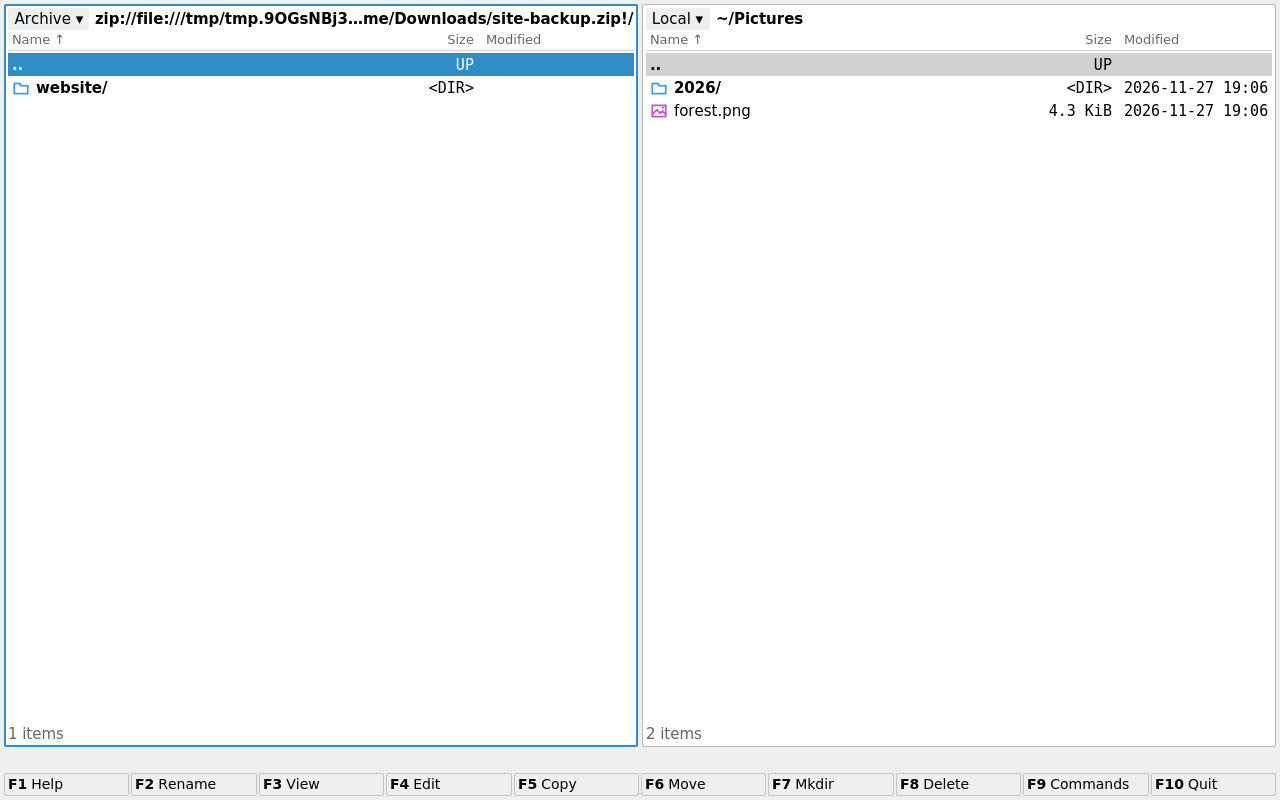 Archive ▾ zip://file:///tmp/tmp.9OGsNBj3…me/Downloads/site-backup.zip!/
Name ↑ Size Modified
.. UP
website/ <DIR>
1 items
Local ▾ ~/Pictures
Name ↑ Size Modified
.. UP
2026/ <DIR> 2026-11-27 19:06
forest.png 4.3 KiB 2026-11-27 19:06
2 items
F1 Help F2 Rename F3 View F4 Edit F5 Copy F6 Move F7 Mkdir F8 Delete F9 Commands F10 Quit